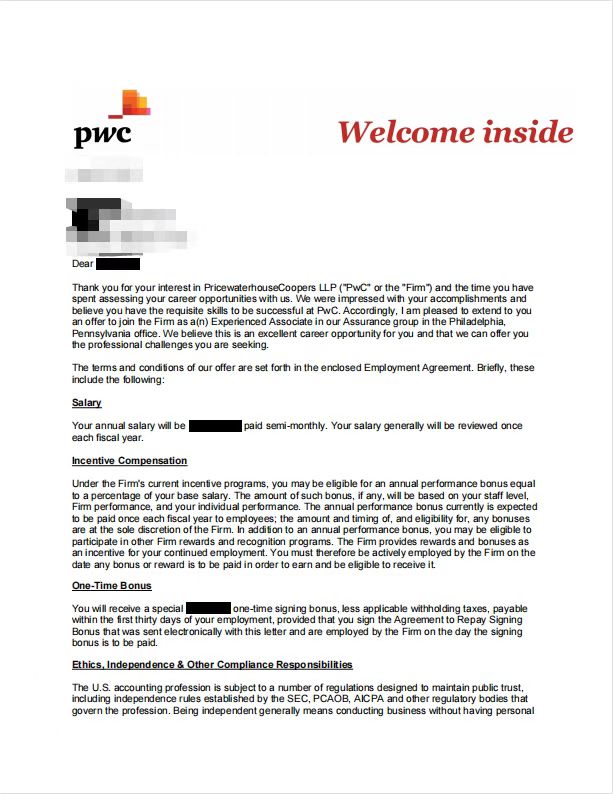 pwc
Welcome inside
Dear
Thank you for your interest in PricewaterhouseCoopers LLP ("PwC" or the "Firm") and the time you have
spent assessing your career opportunities with us. We were impressed with your accomplishments and
believe you have the requisite skills to be successful at PwC. Accordingly, I am pleased to extend to you
an offer to join the Firm as a(n) Experienced Associate in our Assurance group in the Philadelphia,
Pennsylvania office. We believe this is an excellent career opportunity for you and that we can offer you
the professional challenges you are seeking.
The terms and conditions of our offer are set forth in the enclosed Employment Agreement. Briefly, these
include the following:
Salary
Your annual salary will be paid semi-monthly. Your salary generally will be reviewed once
each fiscal year.
Incentive Compensation
Under the Firm's current incentive programs, you may be eligible for an annual performance bonus equal
to a percentage of your base salary. The amount of such bonus, if any, will be based on your staff level,
Firm performance, and your individual performance. The annual performance bonus currently is expected
to be paid once each fiscal year to employees; the amount and timing of, and eligibility for, any bonuses
are at the sole discretion of the Firm. In addition to an annual performance bonus, you may be eligible to
participate in other Firm rewards and recognition programs. The Firm provides rewards and bonuses as
an incentive for your continued employment. You must therefore be actively employed by the Firm on the
date any bonus or reward is to be paid in order to earn and be eligible to receive it.
One-Time Bonus
You will receive a special one-time signing bonus, less applicable withholding taxes, payable
within the first thirty days of your employment, provided that you sign the Agreement to Repay Signing
Bonus that was sent electronically with this letter and are employed by the Firm on the day the signing
bonus is to be paid.
Ethics, Independence & Other Compliance Responsibilities
The U.S. accounting profession is subject to a number of regulations designed to maintain public trust,
including independence rules established by the SEC, PCAOB, AICPA and other regulatory bodies that
govern the profession. Being independent generally means conducting business without having personal